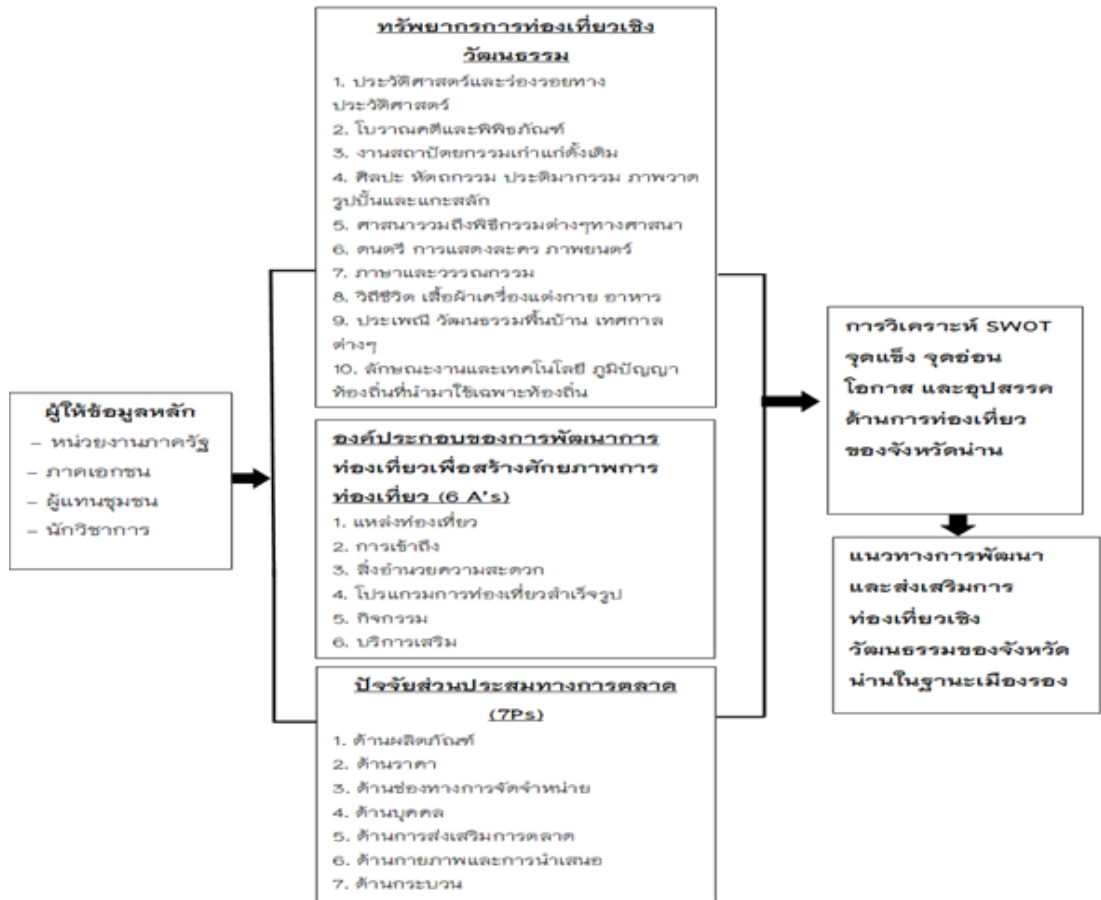 ผู้ให้ข้อมูลหลัก
– หน่วยงานภาครัฐ
– ภาคเอกชน
– ผู้แทนชุมชน
– นักวิชาการ
ทรัพยากรการท่องเที่ยวเชิง
วัฒนธรรม
1. ประวัติศาสตร์และร่องรอยทาง
ประวัติศาสตร์
2. โบราณคดีและพิพิธภัณฑ์
3. งานสถาปัตยกรรมเก่าแก่ดั้งเดิม
4. ศิลปะ หัตถกรรม ประติมากรรม ภาพวาด
รูปปั้นและแกะสลัก
5. ศาสนารวมถึงพิธีกรรมต่างๆทางศาสนา
6. ดนตรี การแสดงละคร ภาพยนตร์
7. ภาษาและวรรณกรรม
8. วิถีชีวิต เสื้อผ้าเครื่องแต่งกาย อาหาร
9. ประเพณี วัฒนธรรมพื้นบ้าน เทศกาล
ต่างๆ
10. ลักษณะงานและเทคโนโลยี ภูมิปัญญา
ท้องถิ่นที่นำมาใช้เฉพาะท้องถิ่น
องค์ประกอบของการพัฒนาการ
ท่องเที่ยวเพื่อสร้างศักยภาพการ
ท่องเที่ยว (6 A's)
1. แหล่งท่องเที่ยว
2. การเข้าถึง
3. สิ่งอำนวยความสะดวก
4. โปรแกรมการท่องเที่ยวสำเร็จรูป
5. กิจกรรม
6. บริการเสริม
ปัจจัยส่วนประสมทางการตลาด
(7Ps)
1. ด้านผลิตภัณฑ์
2. ด้านราคา
3. ด้านช่องทางการจัดจำหน่าย
4. ด้านบุคคล
5. ด้านการส่งเสริมการตลาด
6. ด้านกายภาพและการนำเสนอ
7. ด้านกระบวน
การวิเคราะห์ SWOT
จุดแข็ง จุดอ่อน
โอกาส และอุปสรรค
ด้านการท่องเที่ยว
ของจังหวัดน่าน
แนวทางการพัฒนา
และส่งเสริมการ
ท่องเที่ยวเชิง
วัฒนธรรมของจังหวัด
น่านในฐานะเมืองรอง